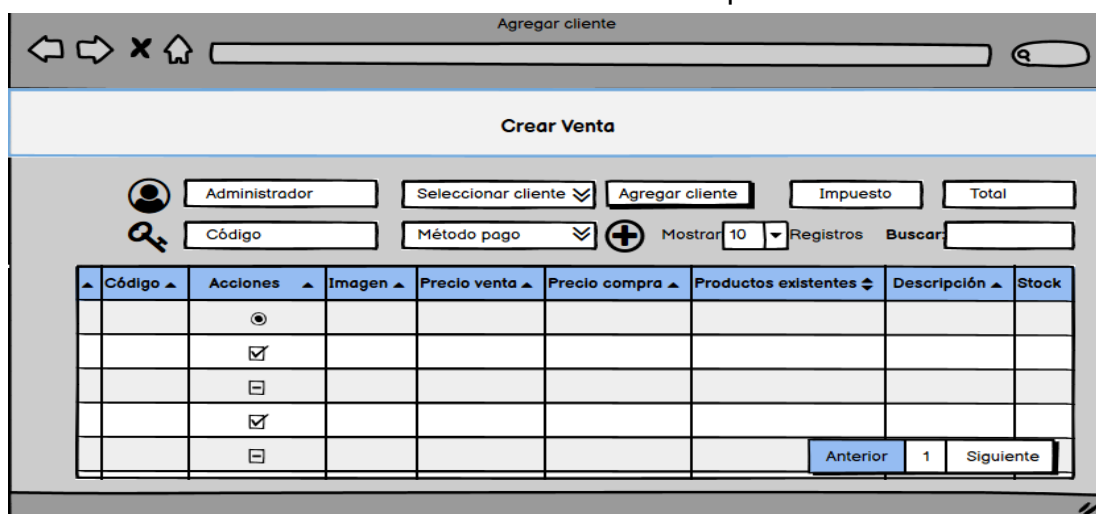 Agregar cliente
Crear Venta
Administrador Seleccionar cliente Agregar cliente Impuesto Total
Código Método pago Mostrar 10 Registros Buscar:
Código Acciones Imagen Precio venta Precio compra Productos existentes Descripción Stock
Anterior 1 Siguiente